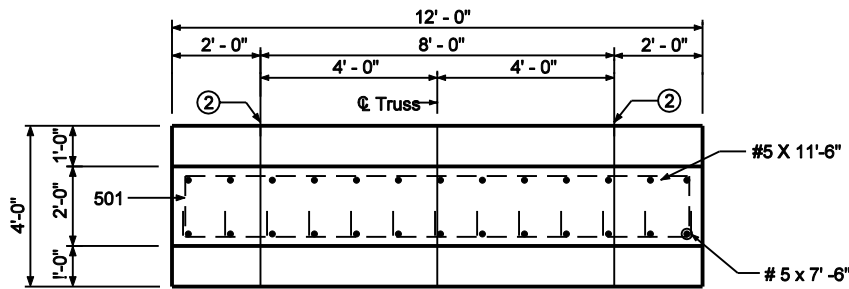 12' - 0"
2' - 0"
8' - 0"
2' - 0"
4' - 0"
4' - 0"
2
℄ Truss
2
1'-0"
#5 X 11'-6"
4'-0"
2'-0"
501
1'-0"
# 5 x 7' -6"